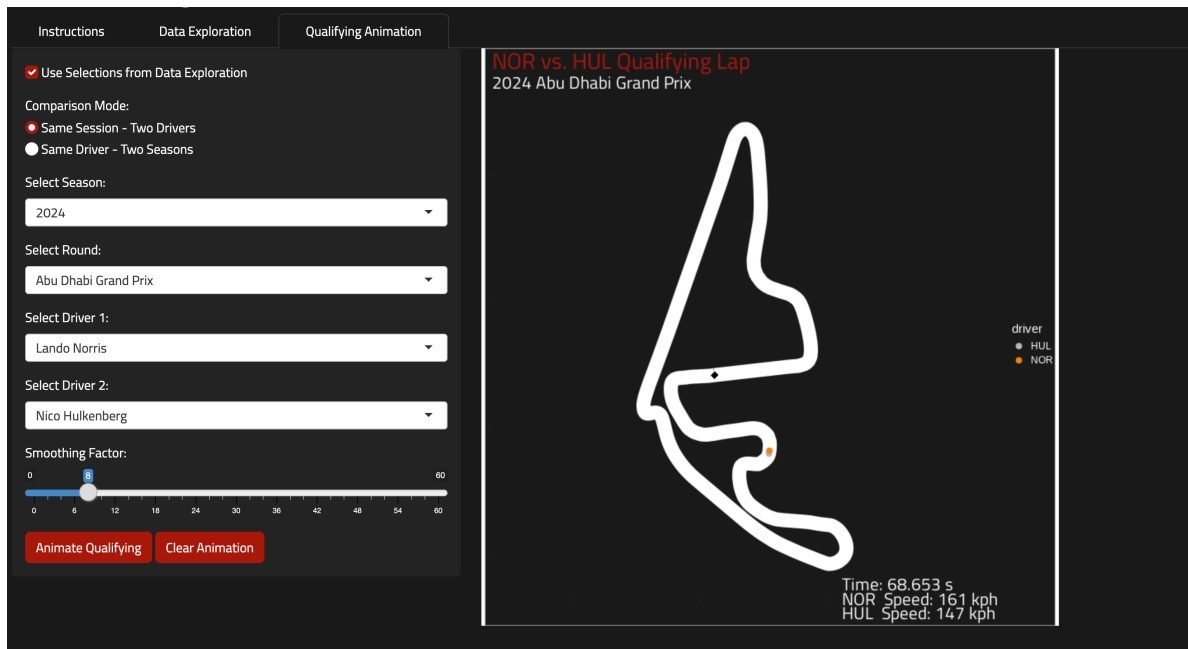 Instructions
Data Exploration
Qualifying Animation
Use Selections from Data Exploration
Comparison Mode:
Same Session - Two Drivers
Same Driver - Two Seasons
Select Season:
2024
Select Round:
Abu Dhabi Grand Prix
Select Driver 1:
Lando Norris
Select Driver 2:
Nico Hulkenberg
Smoothing Factor:
0 8 60
0 6 12 18 24 30 36 42 48 54 60
Animate Qualifying
Clear Animation
NOR vs. HUL Qualifying Lap
2024 Abu Dhabi Grand Prix
driver
HUL
NOR
Time: 68.653 s
NOR Speed: 161 kph
HUL Speed: 147 kph